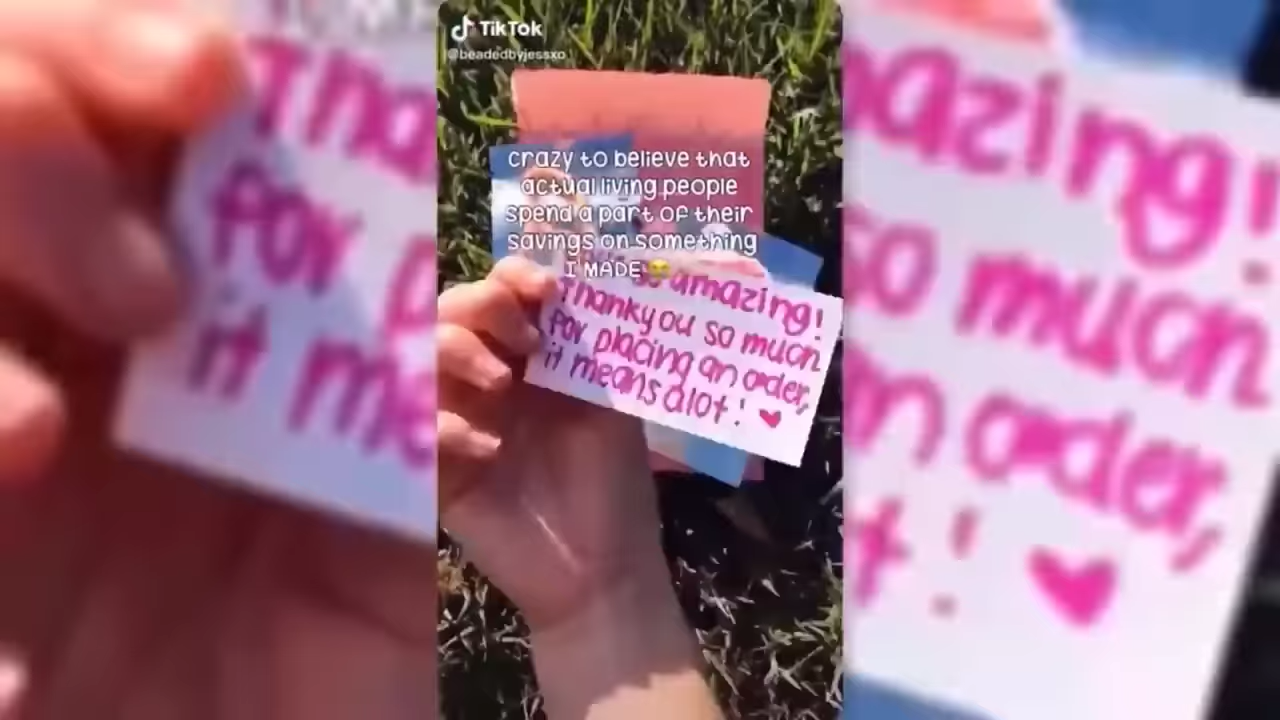 TikTok
@beadedbyjessxo
crazy to believe that
actual living people
spend a part of their
savings on something
I MADE 😭
amazing!
Thankyou so much
for placing an order,
it means alot! ♥